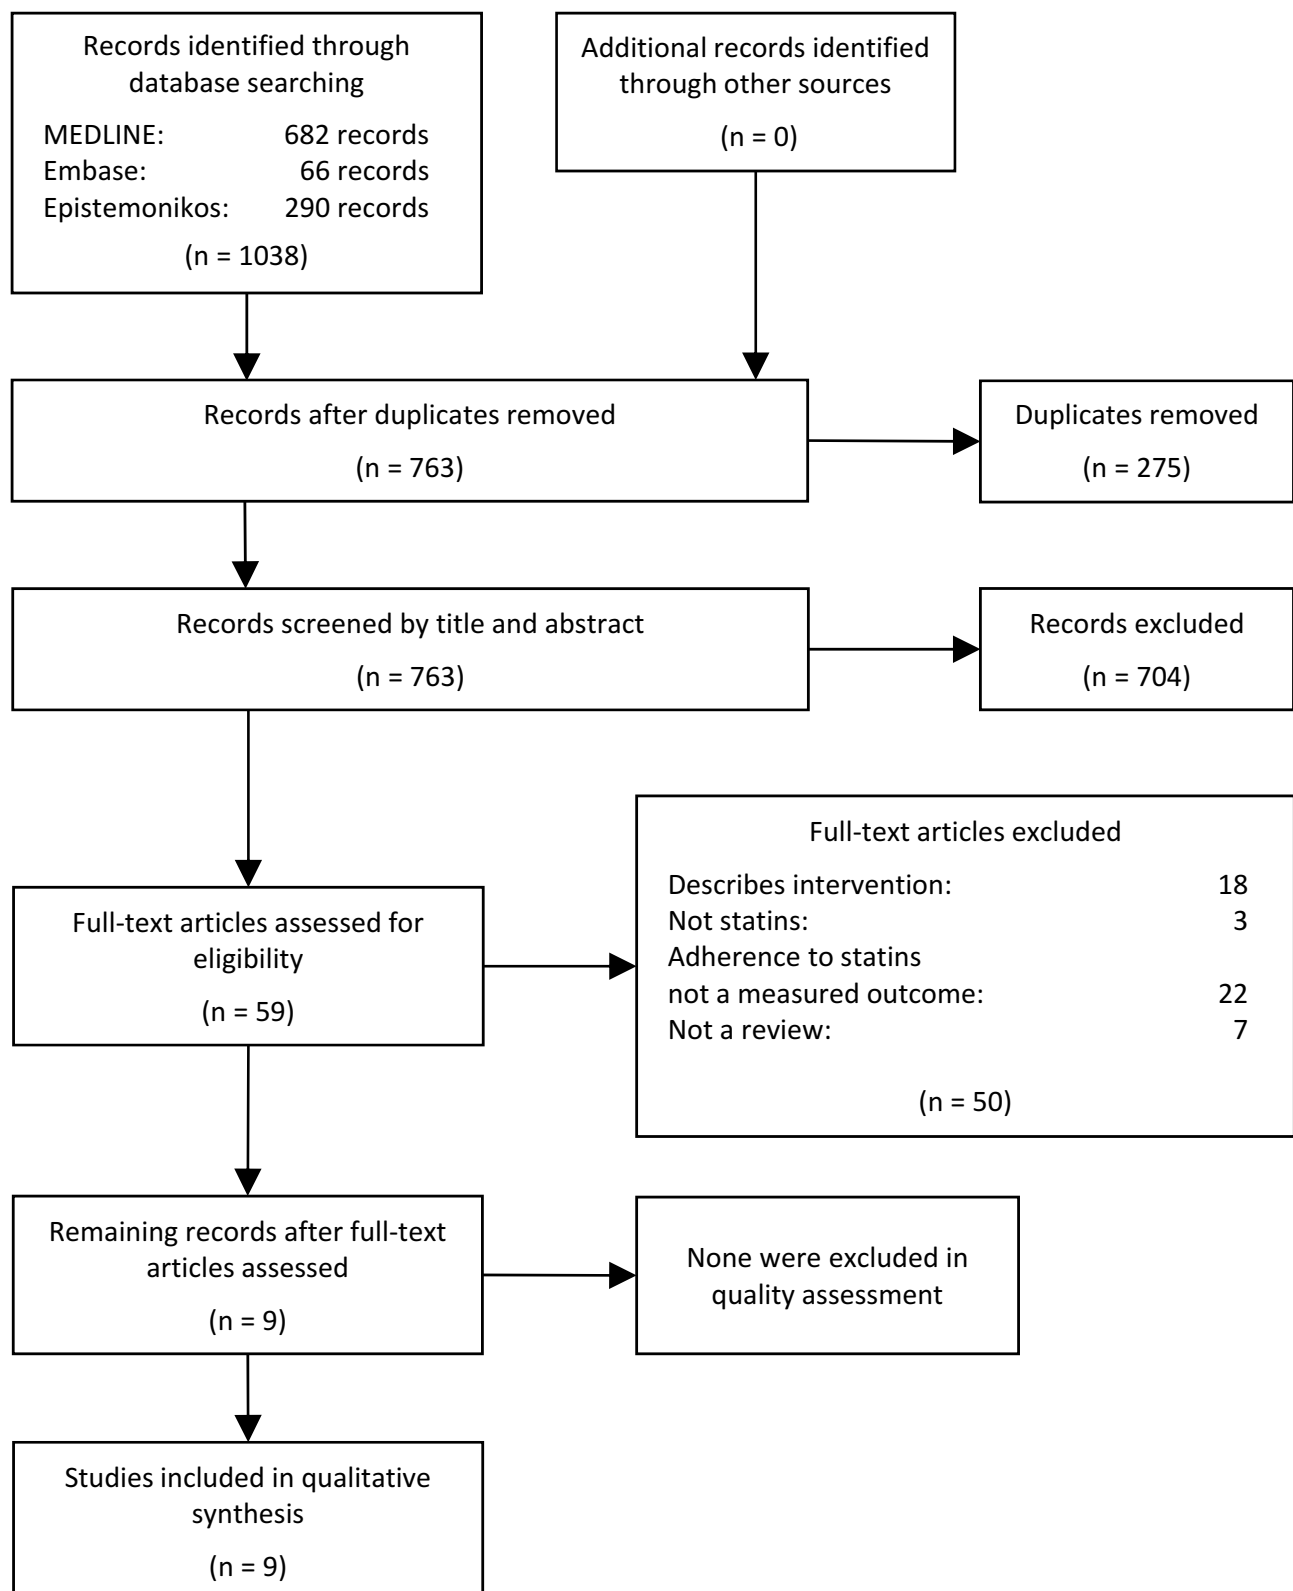 Records identified through
database searching
MEDLINE: 682 records
Embase: 66 records
Epistemonikos: 290 records
(n = 1038)
Additional records identified
through other sources
(n = 0)
Records after duplicates removed
(n = 763)
Duplicates removed
(n = 275)
Records screened by title and abstract
(n = 763)
Records excluded
(n = 704)
Full-text articles assessed for
eligibility
(n = 59)
Full-text articles excluded
Describes intervention: 18
Not statins: 3
Adherence to statins
not a measured outcome: 22
Not a review: 7
(n = 50)
Remaining records after full-text
articles assessed
(n = 9)
None were excluded in
quality assessment
Studies included in qualitative
synthesis
(n = 9)